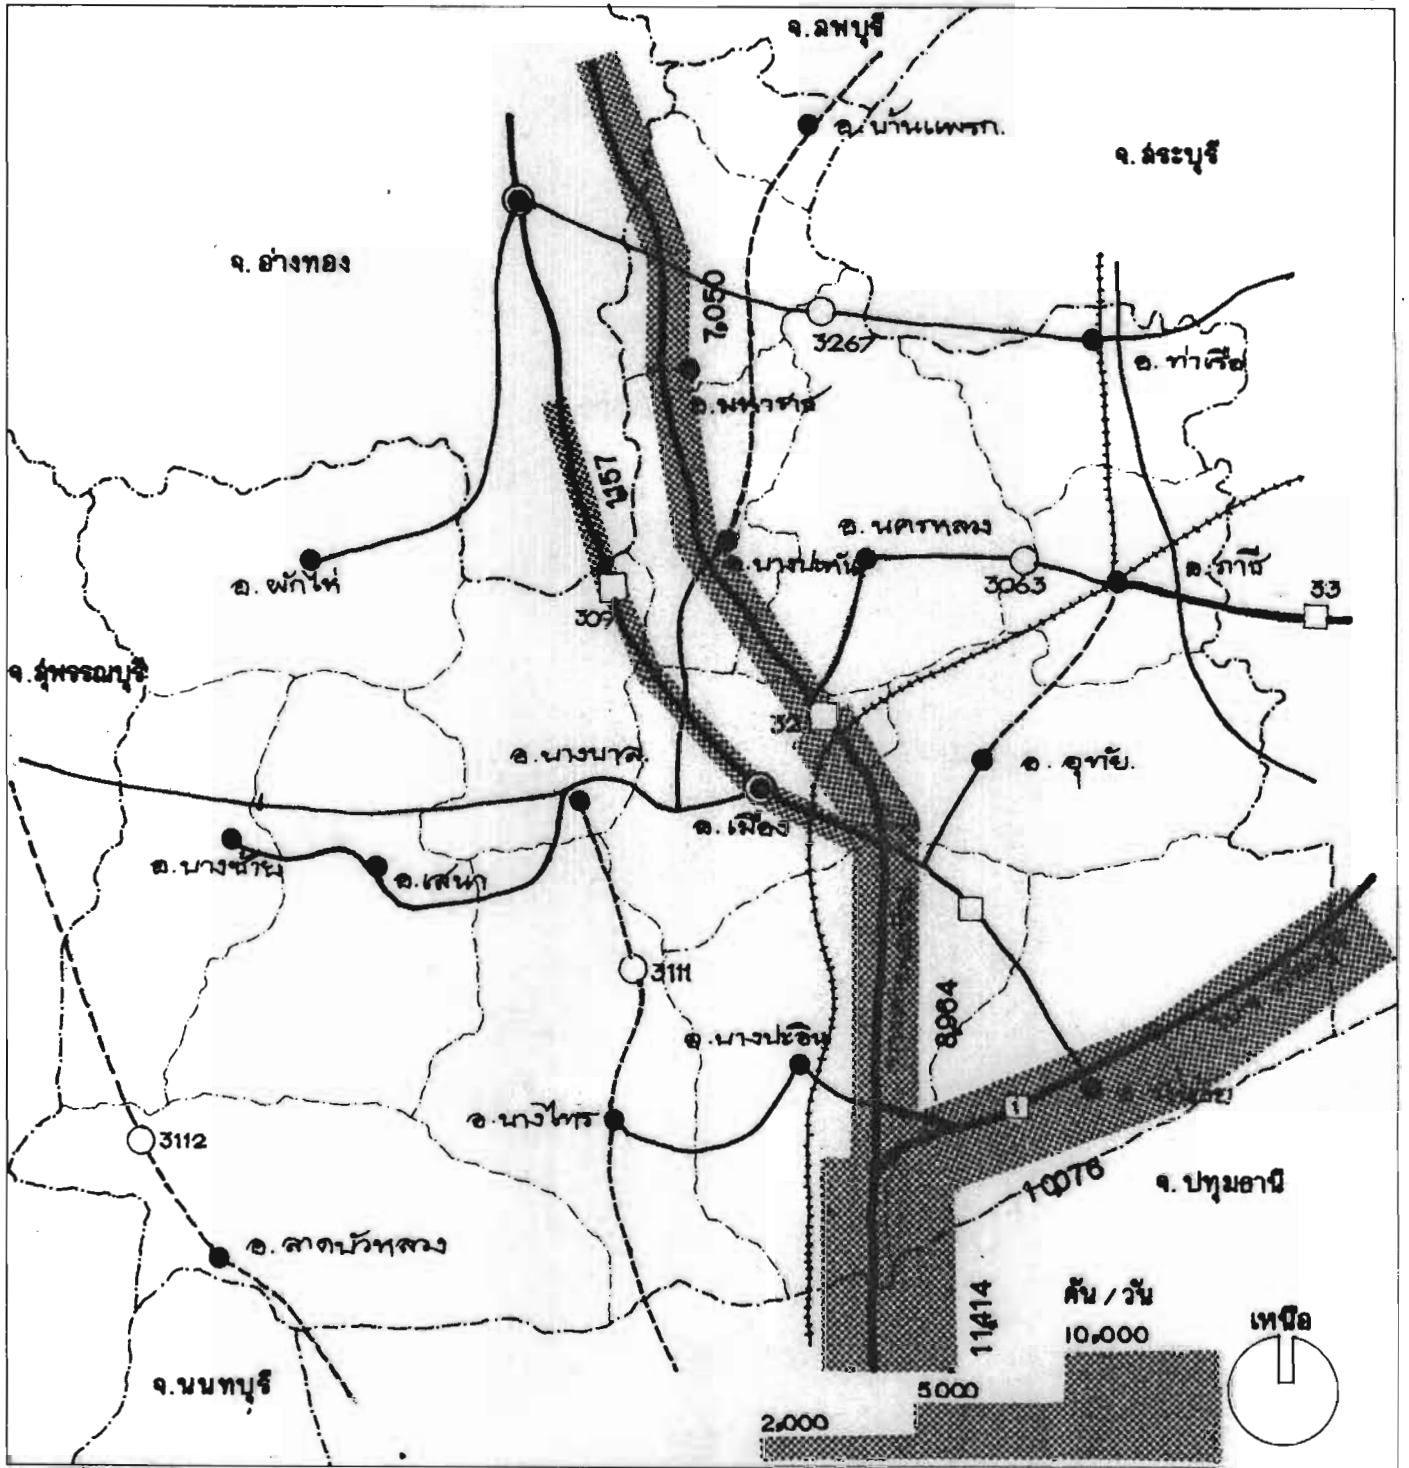 จ.ลพบุรี
อ.บ้านแพรก.
จ.สระบุรี
จ.อ่างทอง
7,050
3267
อ.ท่าเรือ
อ.มหาราช
อ.นครหลวง
อ.บางปะหัน
3063
อ.ภาชี
33
อ.ผักไห่
309
จ.สุพรรณบุรี
32
อ.บางบาล.
อ. อุทัย.
อ.เมือง
อ.บางซ้าย
อ.เสนา
3111
8,964
อ.บางปะอิน
1
อ.บางไทร
3112
10,076
จ.ปทุมธานี
อ.ลาดบัวหลวง
11,414
คัน / วัน
10,000
เหนือ
จ.นนทบุรี
5000
2,000